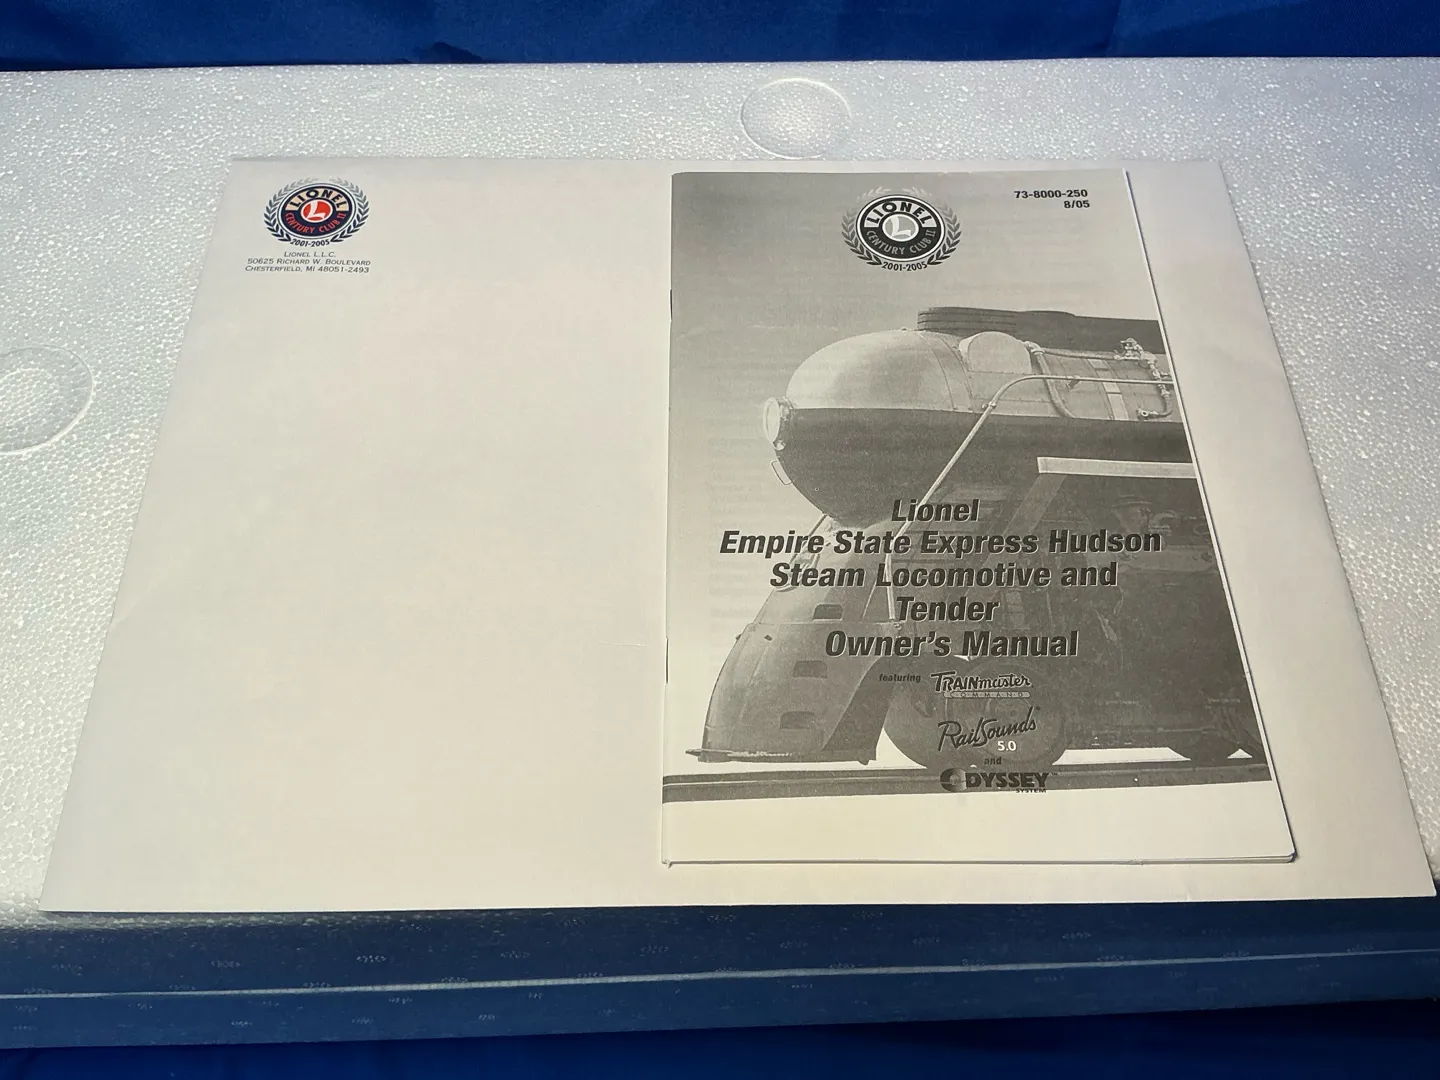 LIONEL
L
CENTURY CLUB II
2001-2005
LIONEL L.L.C.
50625 RICHARD W. BOULEVARD
CHESTERFIELD, MI 48051-2493
73-8000-250
8/05
LIONEL
L
CENTURY CLUB II
2001-2005
Lionel
Empire State Express Hudson
Steam Locomotive and
Tender
Owner's Manual
featuring TRAINmaster
COMMAND
RailSounds
5.0
and
ODYSSEY™
SYSTEM